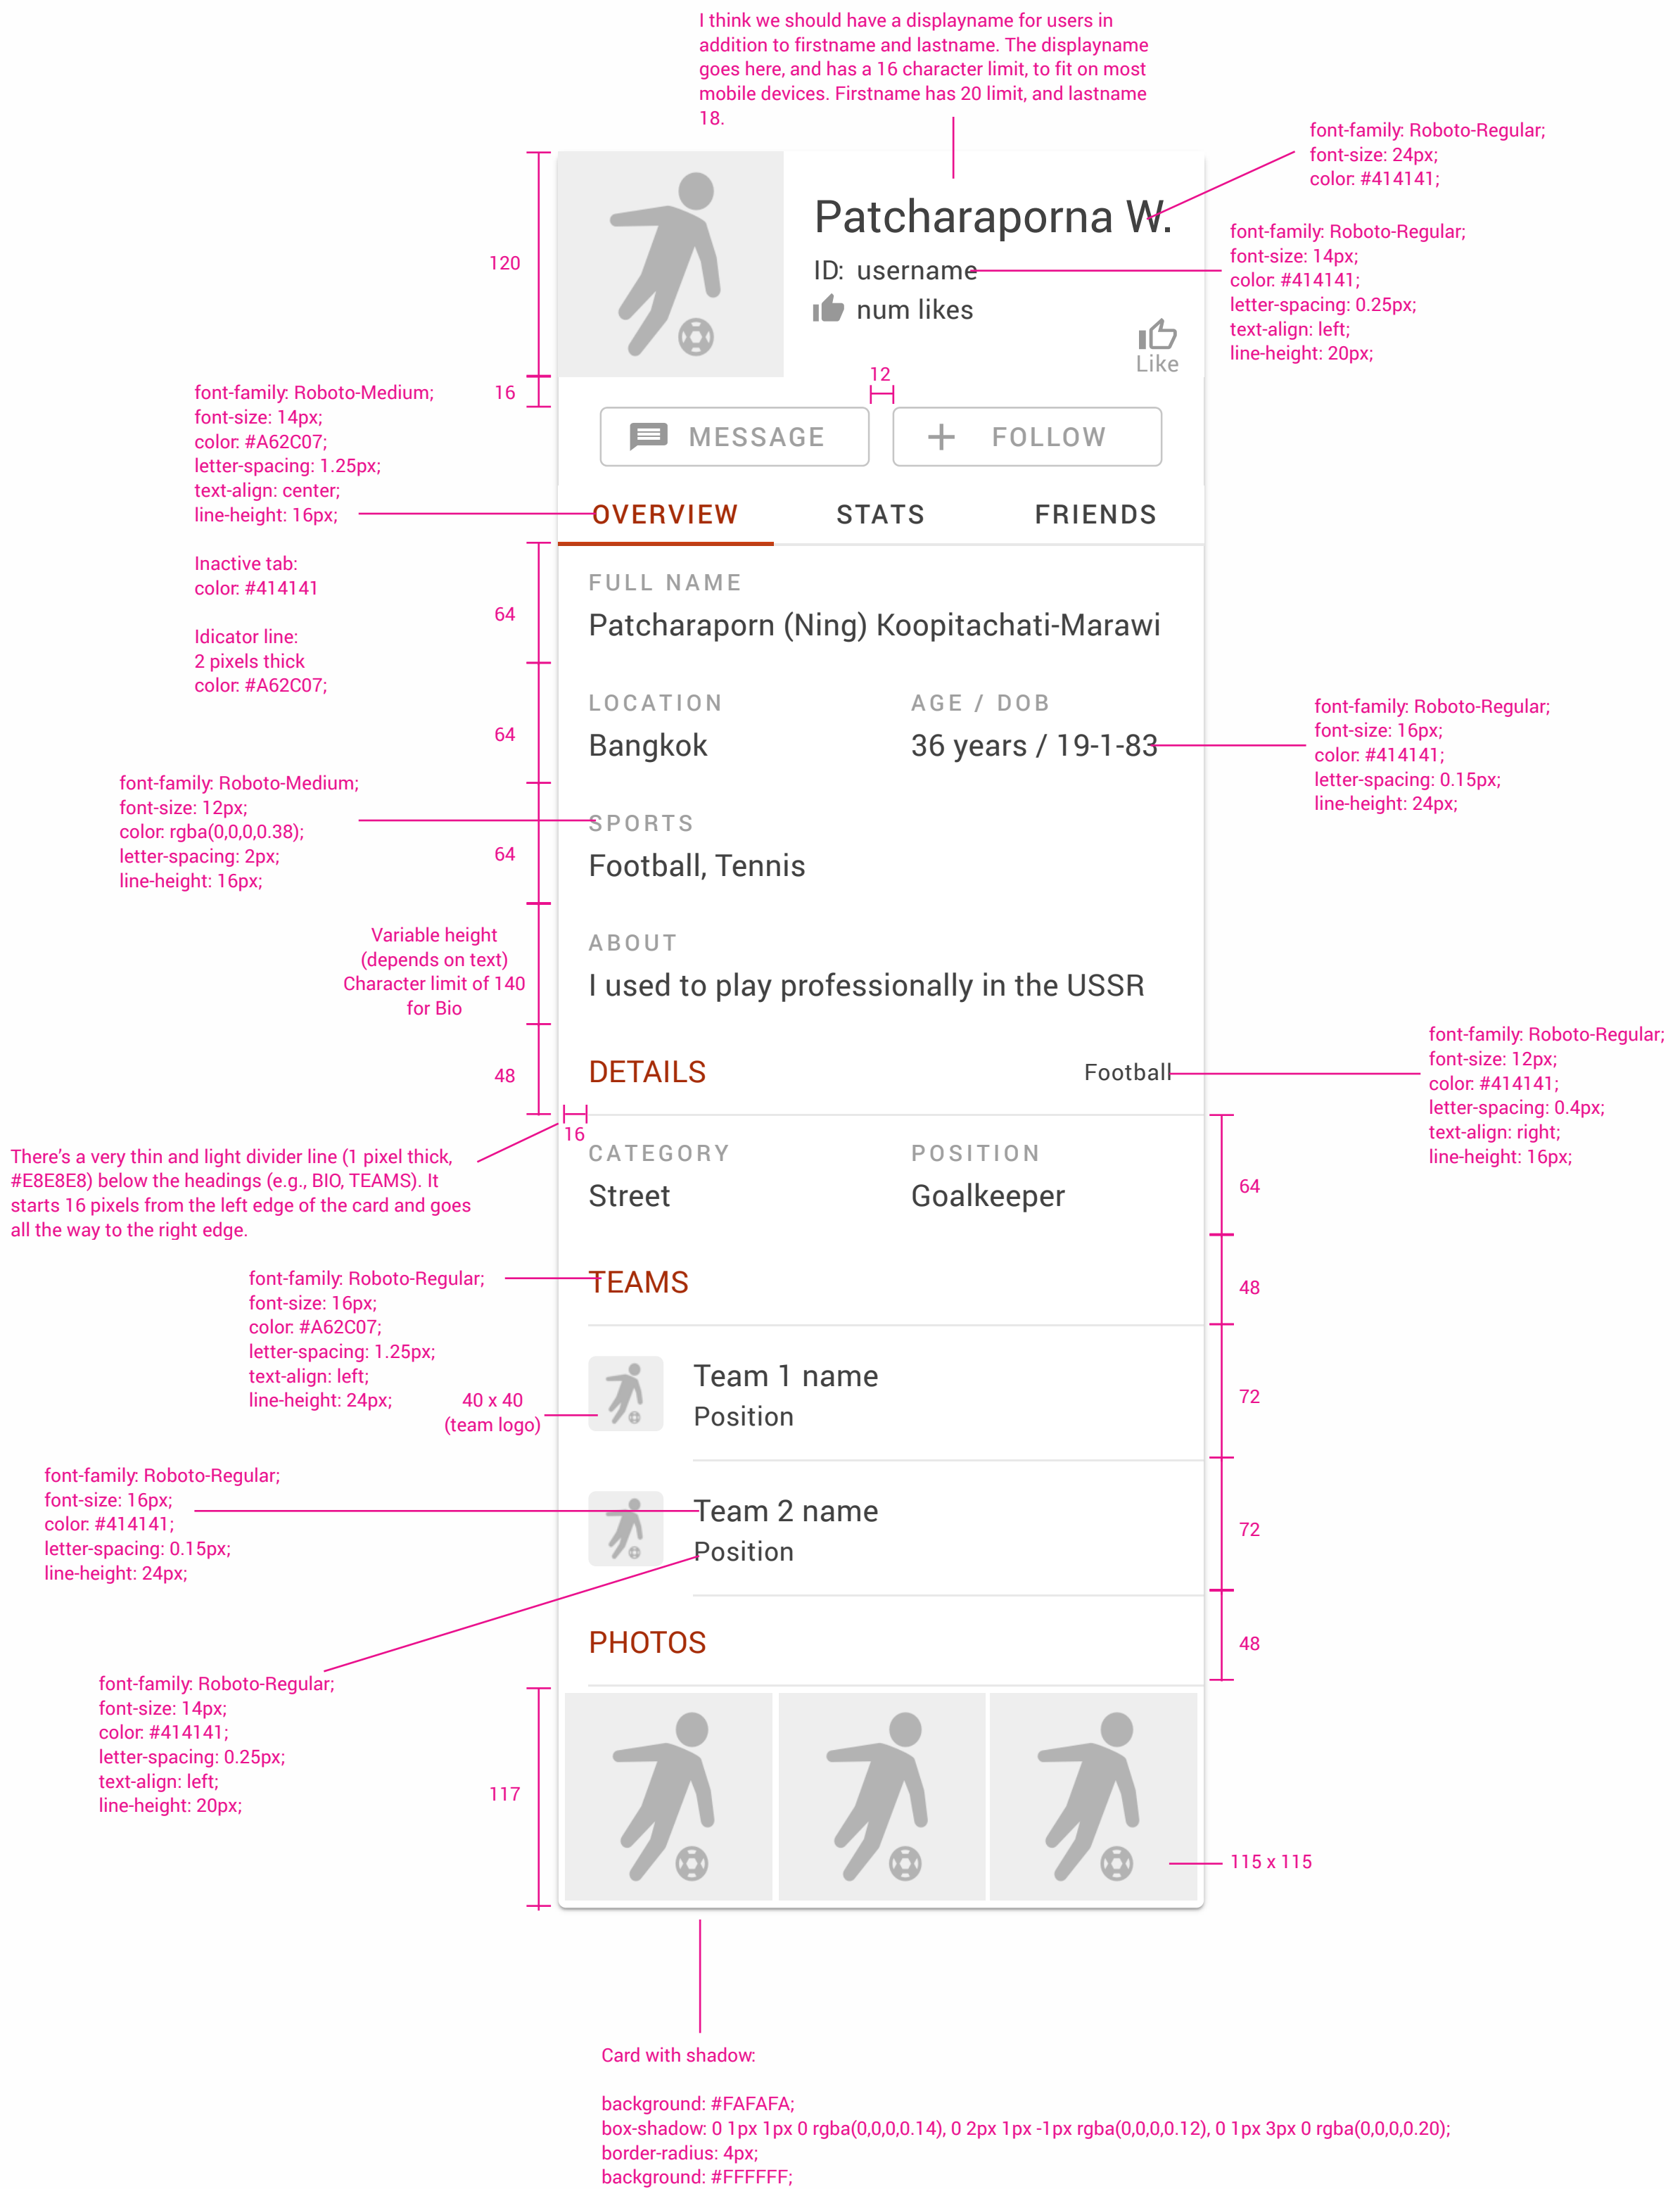 I think we should have a displayname for users in
addition to firstname and lastname. The displayname
goes here, and has a 16 character limit, to fit on most
mobile devices. Firstname has 20 limit, and lastname
18.
font-family: Roboto-Regular;
font-size: 24px;
color: #414141;
Patcharaporna W.
font-family: Roboto-Regular;
font-size: 14px;
color: #414141;
letter-spacing: 0.25px;
text-align: left;
line-height: 20px;
120
ID: username
num likes
Like
12
16
font-family: Roboto-Medium;
font-size: 14px;
color: #A62C07;
letter-spacing: 1.25px;
text-align: center;
line-height: 16px;
MESSAGE
FOLLOW
OVERVIEW
STATS
FRIENDS
Inactive tab:
color: #414141
Idicator line:
2 pixels thick
color: #A62C07;
64
FULL NAME
Patcharaporn (Ning) Koopitachati-Marawi
64
LOCATION
AGE / DOB
Bangkok
36 years / 19-1-83
font-family: Roboto-Regular;
font-size: 16px;
color: #414141;
letter-spacing: 0.15px;
line-height: 24px;
font-family: Roboto-Medium;
font-size: 12px;
color: rgba(0,0,0,0.38);
letter-spacing: 2px;
line-height: 16px;
64
SPORTS
Football, Tennis
Variable height
(depends on text)
Character limit of 140
for Bio
ABOUT
I used to play professionally in the USSR
48
DETAILS
Football
font-family: Roboto-Regular;
font-size: 12px;
color: #414141;
letter-spacing: 0.4px;
text-align: right;
line-height: 16px;
16
There's a very thin and light divider line (1 pixel thick,
#E8E8E8) below the headings (e.g., BIO, TEAMS). It
starts 16 pixels from the left edge of the card and goes
all the way to the right edge.
CATEGORY
POSITION
Street
Goalkeeper
64
font-family: Roboto-Regular;
font-size: 16px;
color: #A62C07;
letter-spacing: 1.25px;
text-align: left;
line-height: 24px;
TEAMS
48
40 x 40
(team logo)
Team 1 name
Position
72
font-family: Roboto-Regular;
font-size: 16px;
color: #414141;
letter-spacing: 0.15px;
line-height: 24px;
Team 2 name
Position
72
PHOTOS
48
font-family: Roboto-Regular;
font-size: 14px;
color: #414141;
letter-spacing: 0.25px;
text-align: left;
line-height: 20px;
117
115 x 115
Card with shadow:
background: #FAFAFA;
box-shadow: 0 1px 1px 0 rgba(0,0,0,0.14), 0 2px 1px -1px rgba(0,0,0,0.12), 0 1px 3px 0 rgba(0,0,0,0.20);
border-radius: 4px;
background: #FFFFFF;